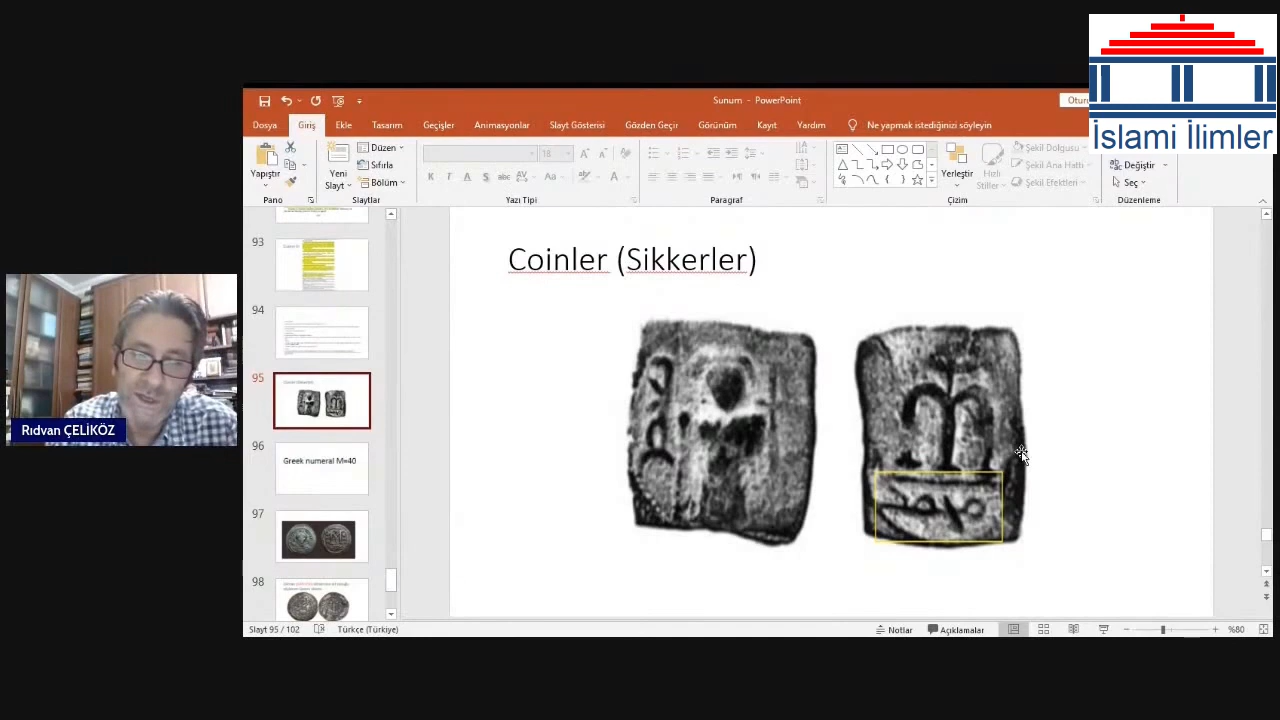 Sunum - PowerPoint
Oturu
Dosya
Giriş
Ekle
Tasarım
Geçişler
Animasyonlar
Slayt Gösterisi
Gözden Geçir
Görünüm
Kayıt
Yardım
Ne yapmak istediğinizi söyleyin
İslami İlimler
Yapıştır
Yeni
Slayt
Düzen
Sıfırla
Bölüm
18
K T A S
Yerleştir
Hızlı
Stiller
Şekil Dolgusu
Şekil Ana Hattı
Şekil Efektleri
Değiştir
Seç
Pano
Slaytlar
Yazı Tipi
Paragraf
Çizim
Düzenleme
93
94
95
96
Greek numeral M=40
97
98
Coinler (Sikkerler)
Rıdvan ÇELİKÖZ
Slayt 95 / 102
Türkçe (Türkiye)
Notlar
Açıklamalar
%80